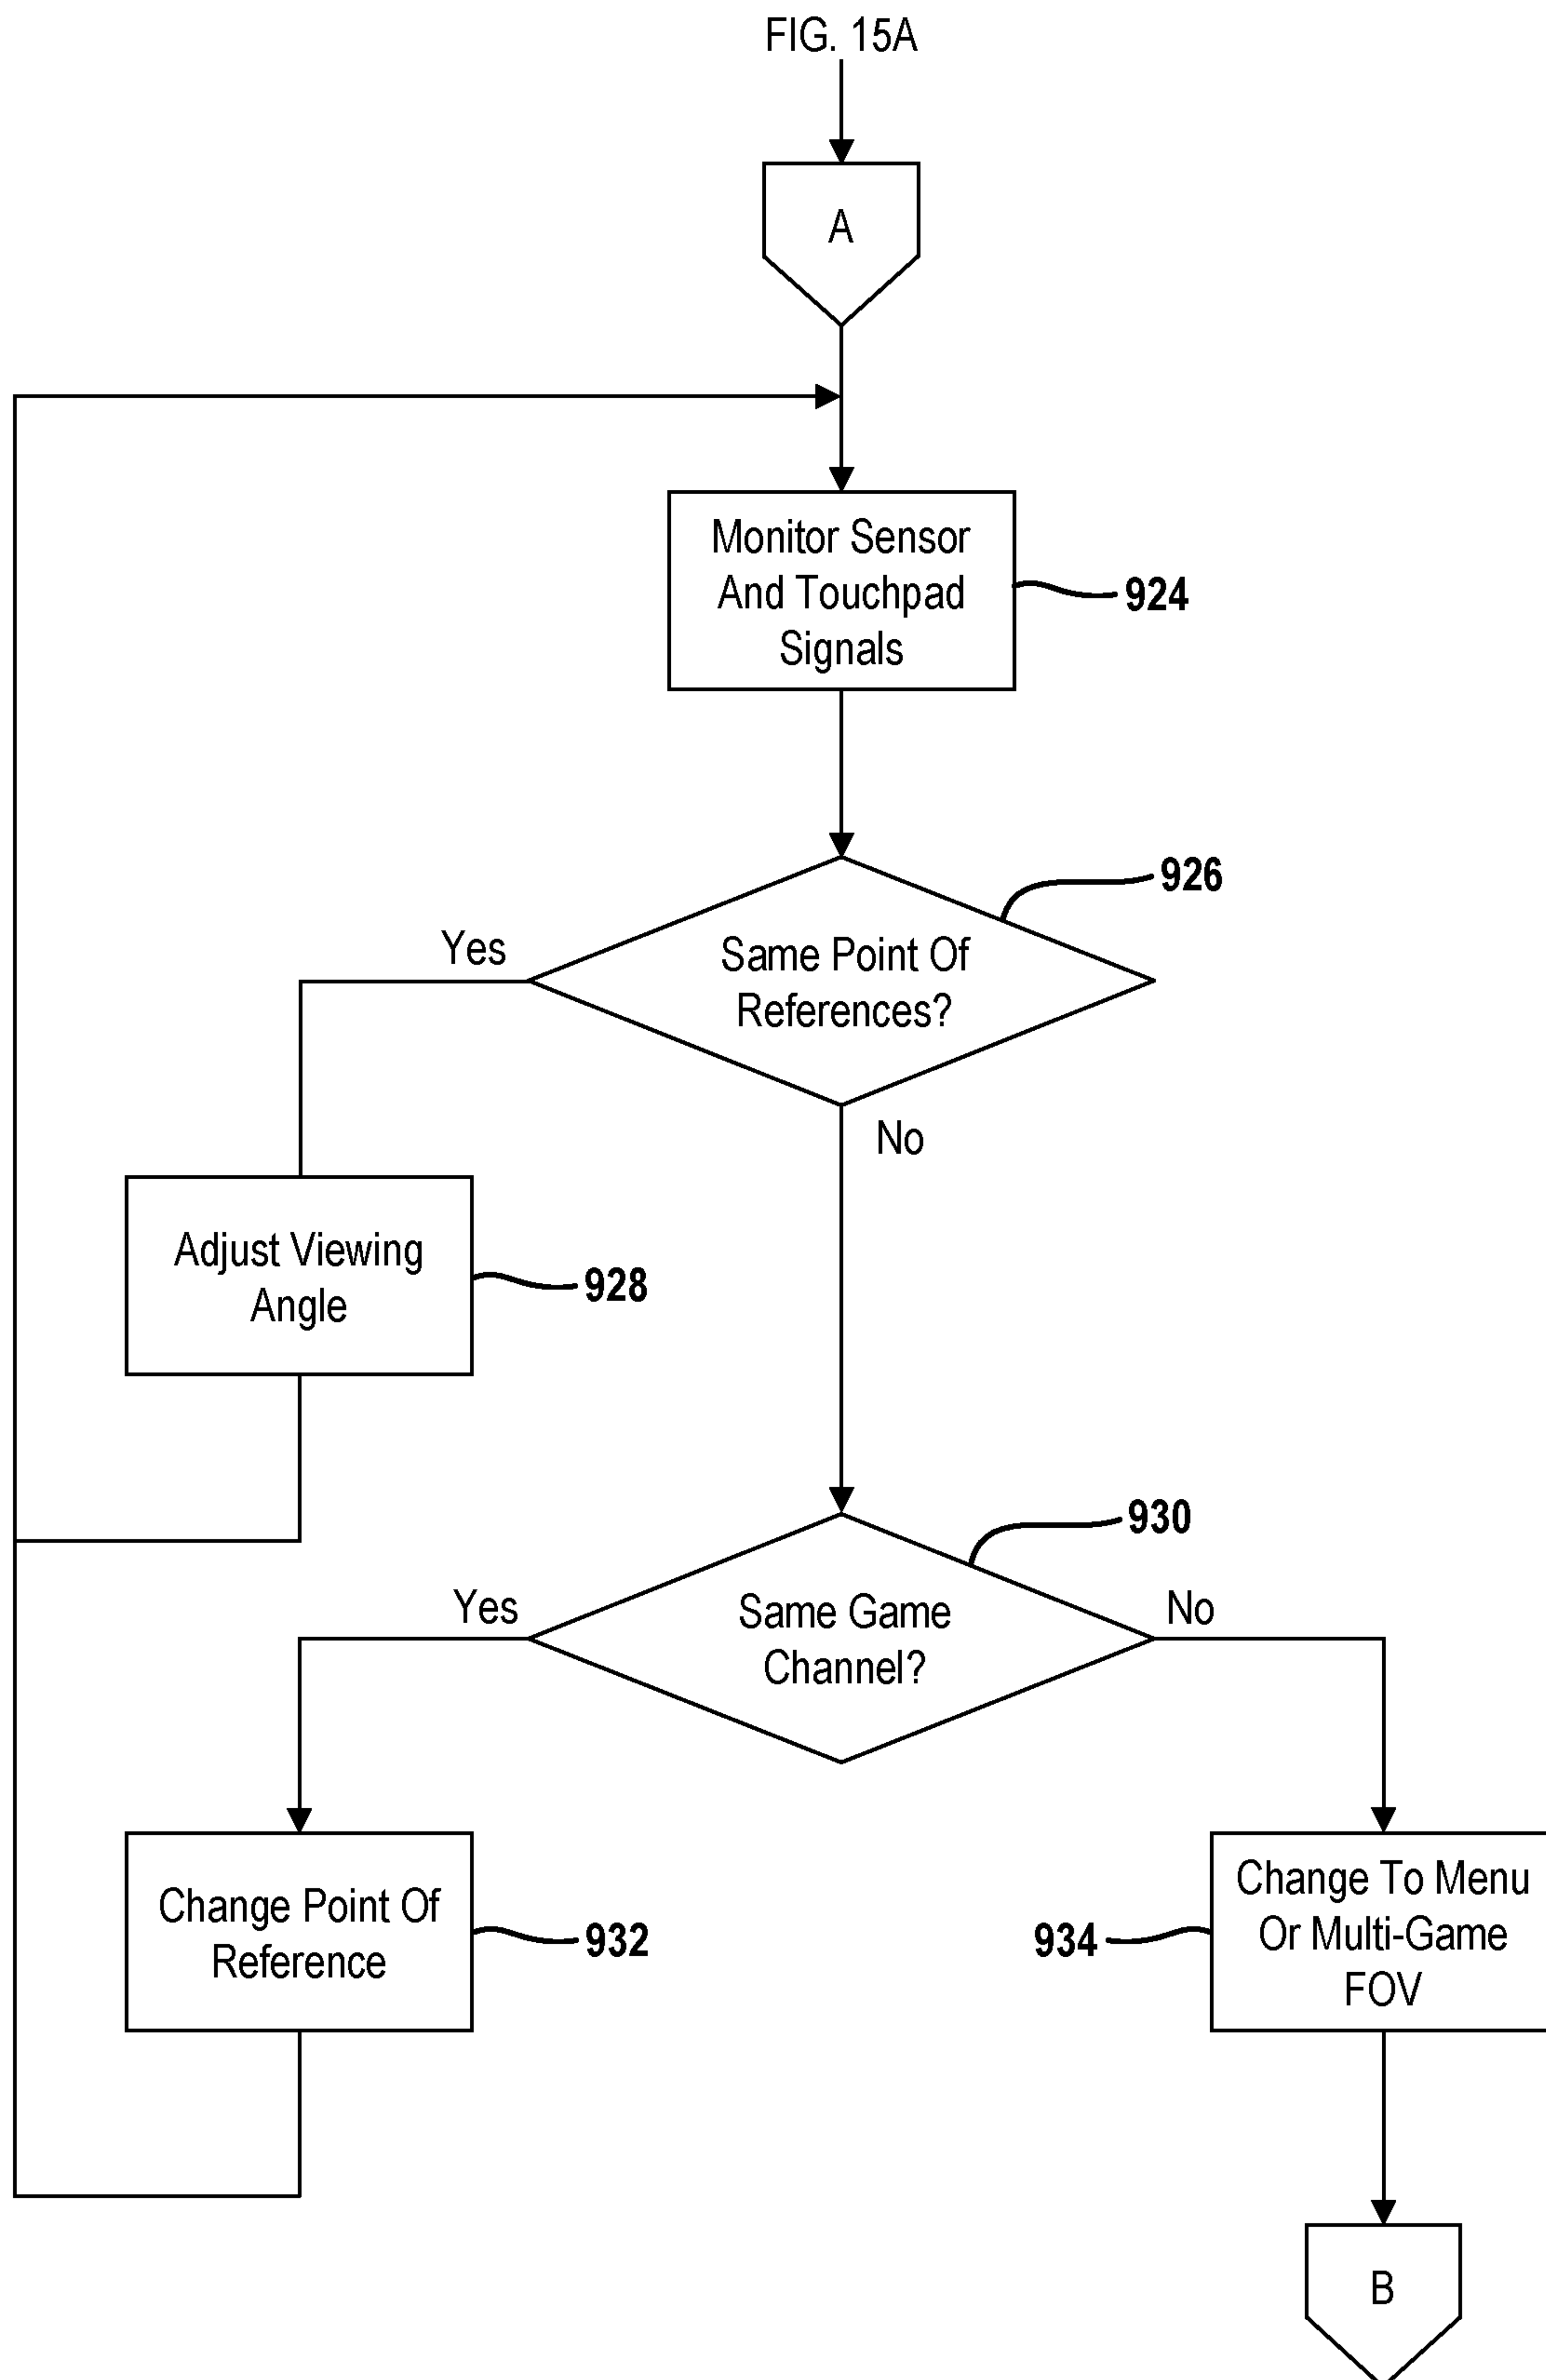 FIG. 15A
A
Monitor Sensor
And Touchpad
Signals
924
926
Same Point Of
References?
Yes
No
Adjust Viewing
Angle
928
930
Same Game
Channel?
Yes
No
Change Point Of
Reference
932
934
Change To Menu
Or Multi-Game
FOV
B